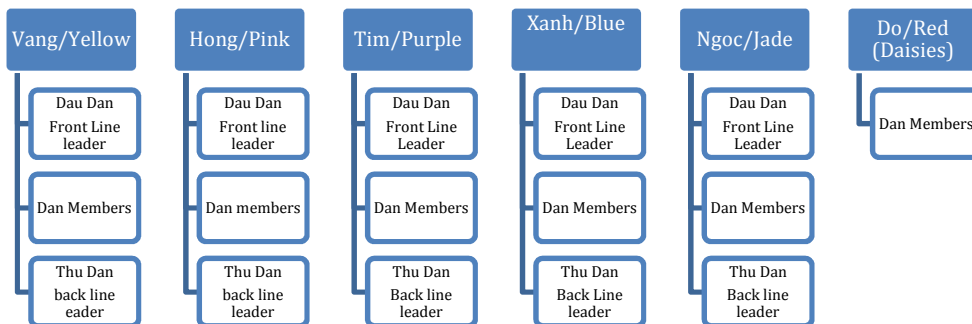 Vang/Yellow
Dau Dan
Front Line
leader
Dan Members
Thu Dan
back line
eader
Hong/Pink
Dau Dan
Front line
leader
Dan members
Thu Dan
back line
leader
Tim/Purple
Dau Dan
Front Line
Leader
Dan Members
Thu Dan
Back line
leader
Xanh/Blue
Dau Dan
Front Line
Leader
Dan Members
Thu Dan
Back Line
leader
Ngoc/Jade
Dau Dan
Front Line
Leader
Dan Members
Thu Dan
Back line
leader
Do/Red
(Daisies)
Dan Members